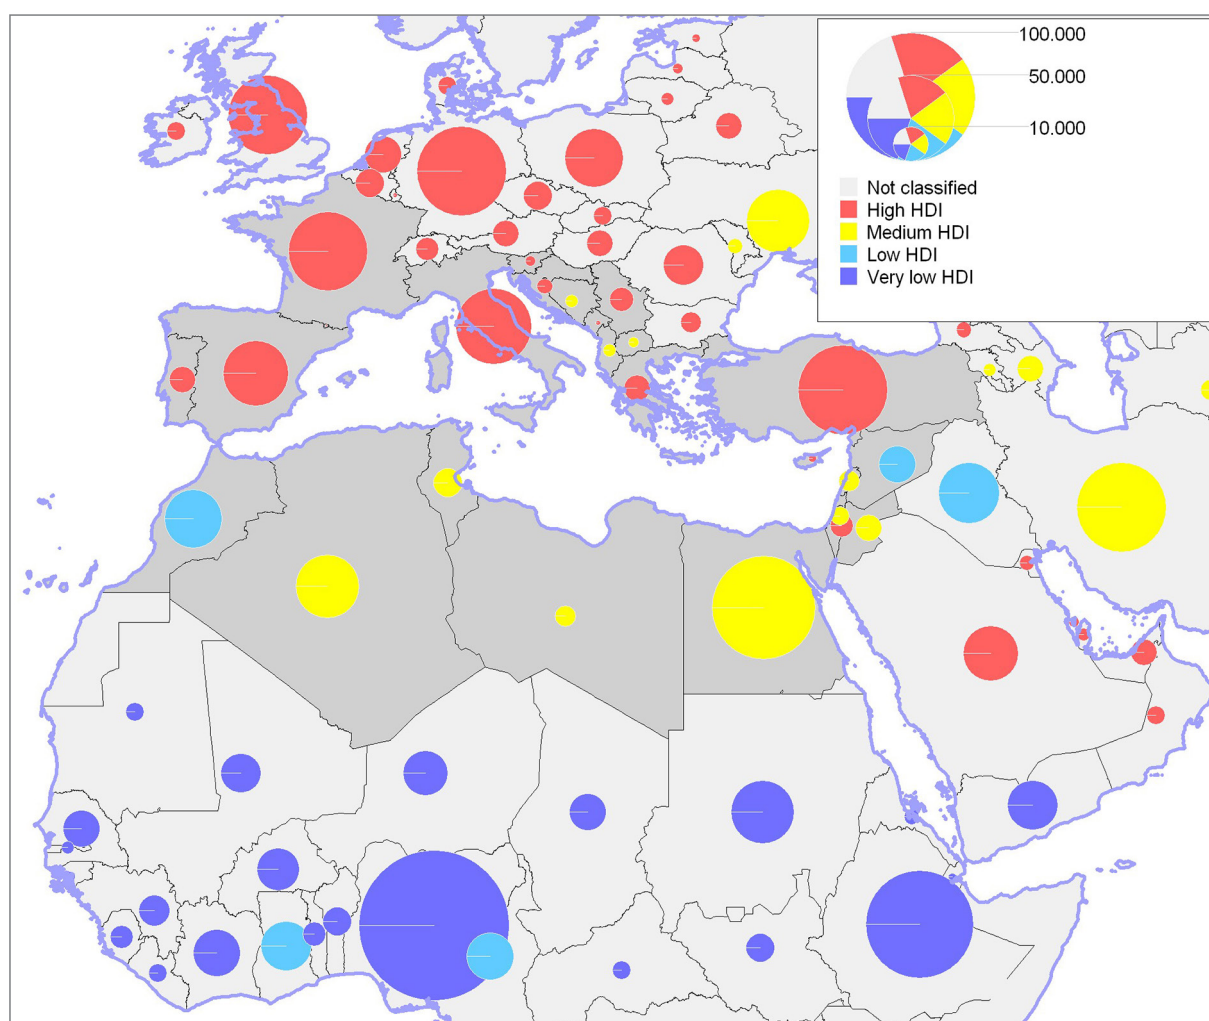 100.000
50.000
10.000
Not classified
High HDI
Medium HDI
Low HDI
Very low HDI